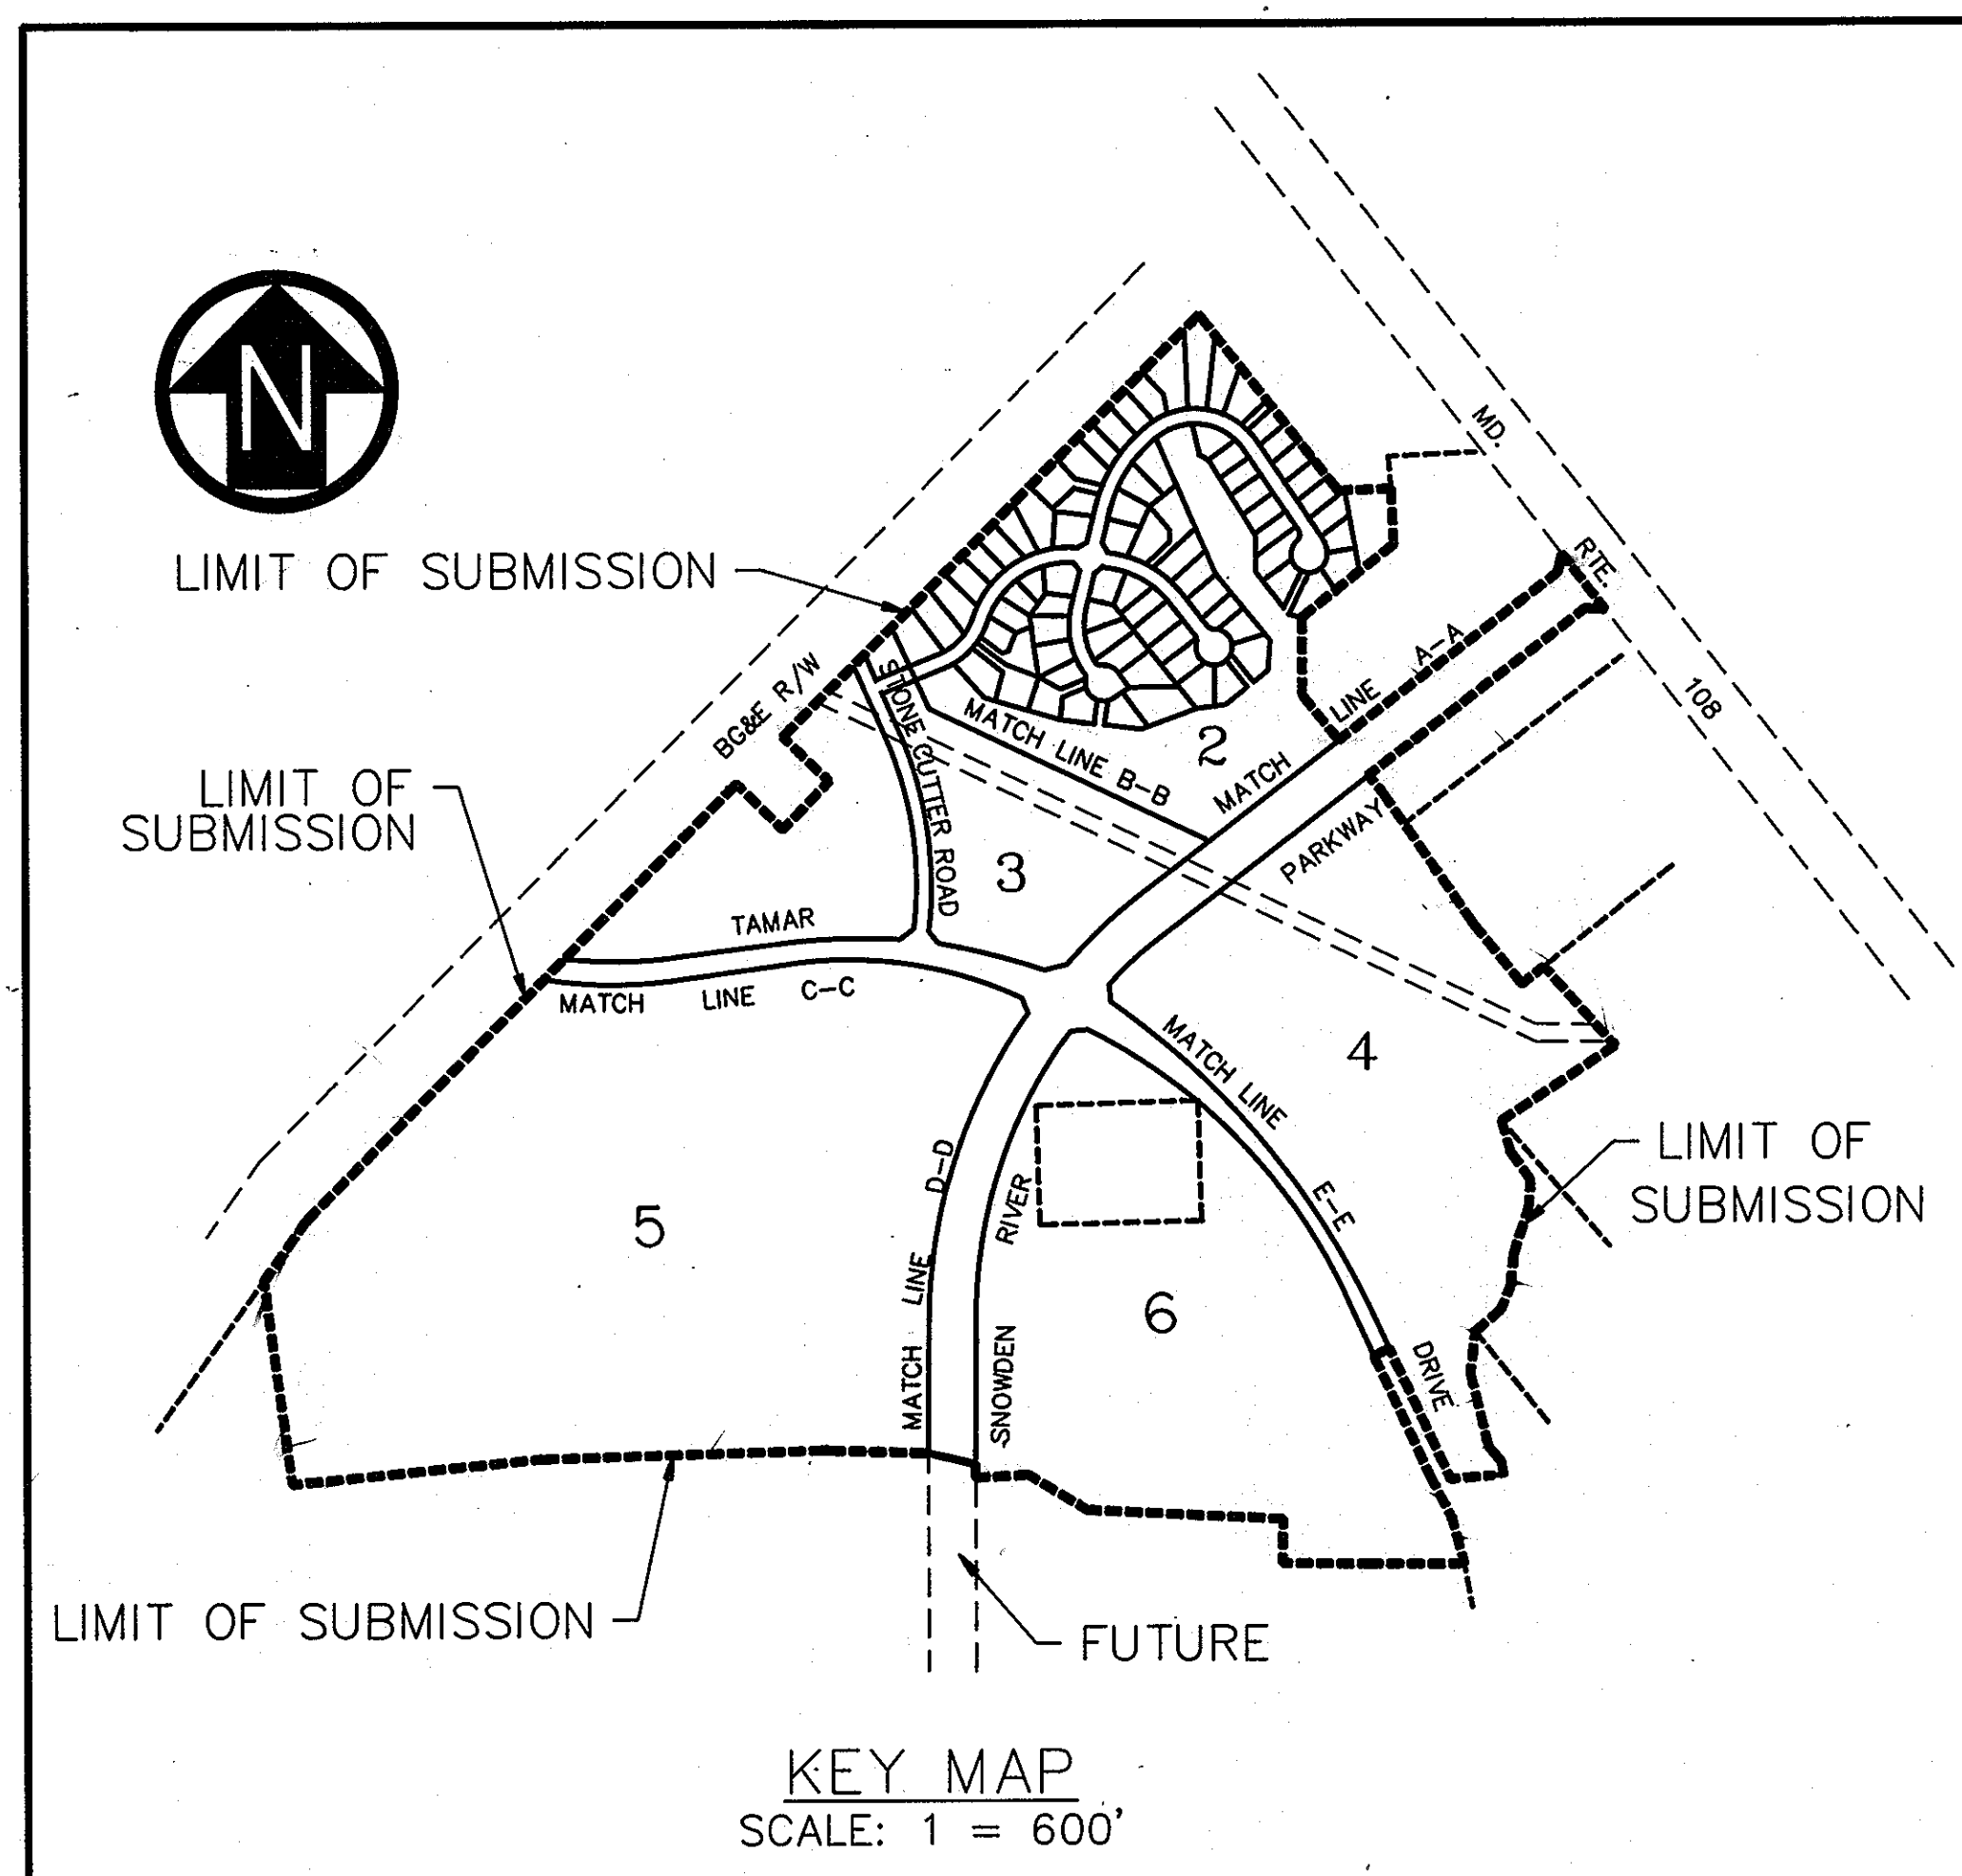 N
LIMIT OF SUBMISSION
MD.
RTE.
108
BG&E R/W
STONE CUTTER ROAD
MATCH LINE B-B
2
MATCH LINE A-A
LIMIT OF
SUBMISSION
3
PARKWAY
TAMAR
MATCH LINE C-C
4
MATCH LINE E-E
LIMIT OF
SUBMISSION
5
MATCH LINE D-D
SNOWDEN RIVER
6
DRIVE
LIMIT OF SUBMISSION
FUTURE
KEY MAP
SCALE: 1 = 600'